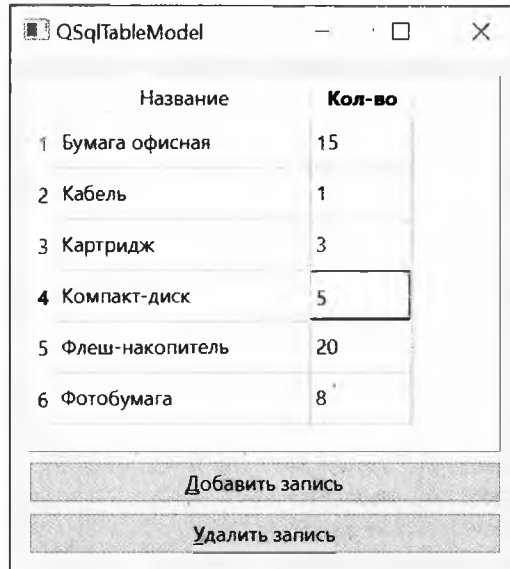 QSqlTableModel
Название Кол-во
1 Бумага офисная 15
2 Кабель 1
3 Картридж 3
4 Компакт-диск 5
5 Флеш-накопитель 20
6 Фотобумага 8
Добавить запись
Удалить запись